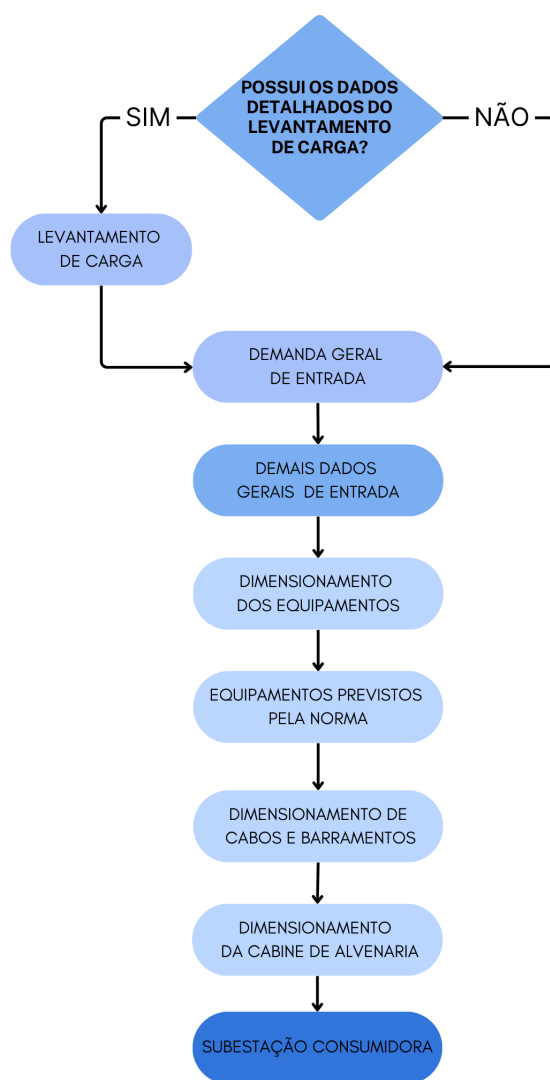 POSSUI OS DADOS
DETALHADOS DO
LEVANTAMENTO
DE CARGA?
SIM
NÃO
LEVANTAMENTO
DE CARGA
DEMANDA GERAL
DE ENTRADA
DEMAIS DADOS
GERAIS DE ENTRADA
DIMENSIONAMENTO
DOS EQUIPAMENTOS
EQUIPAMENTOS PREVISTOS
PELA NORMA
DIMENSIONAMENTO DE
CABOS E BARRAMENTOS
DIMENSIONAMENTO
DA CABINE DE ALVENARIA
SUBESTAÇÃO CONSUMIDORA